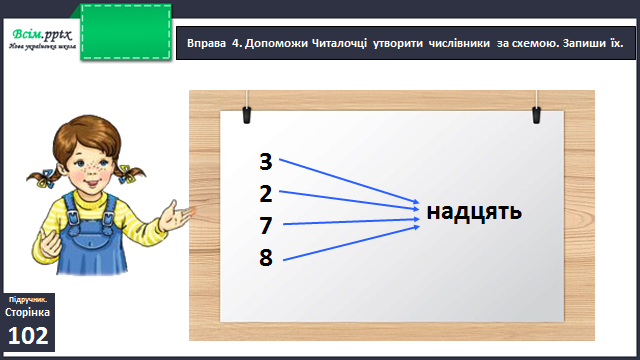 Всім.pptx
Нова українська школа
Вправа 4. Допоможи Читалочці утворити числівники за схемою. Запиши їх.
3
2
7
8
надцять
Підручник.
Сторінка
102